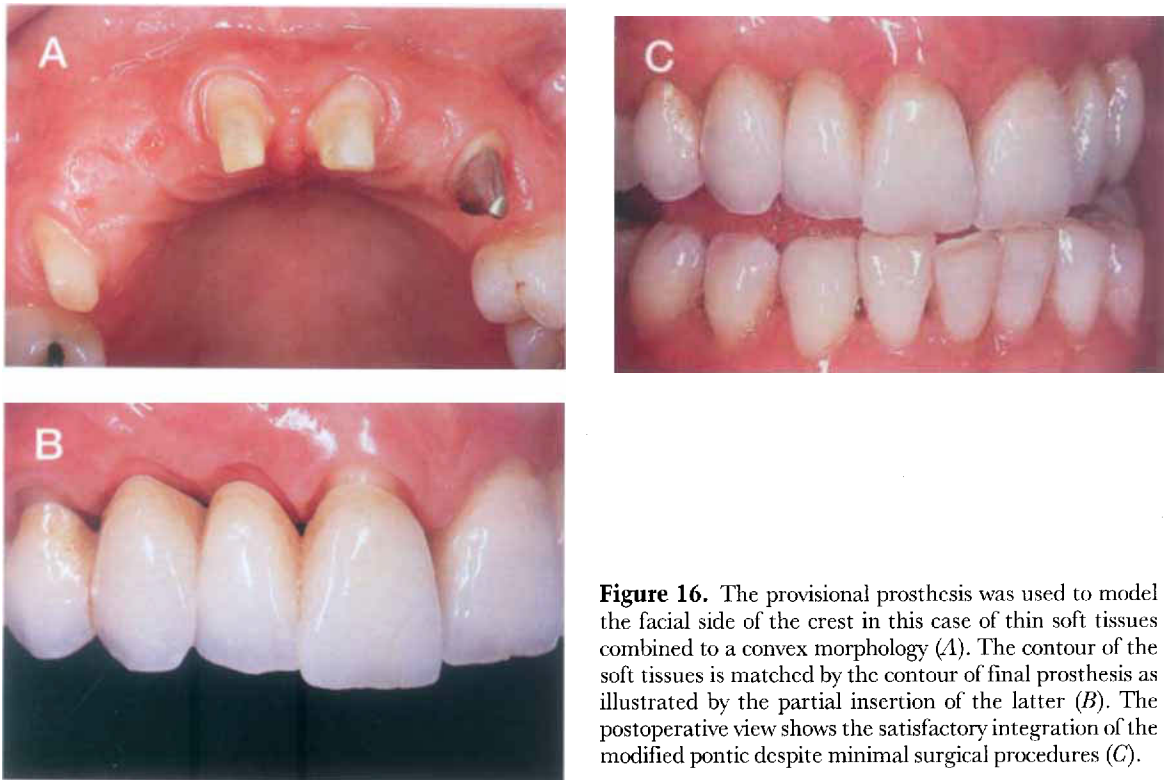 A
C
B
Figure 16. The provisional prosthesis was used to model
the facial side of the crest in this case of thin soft tissues
combined to a convex morphology (A). The contour of the
soft tissues is matched by the contour of final prosthesis as
illustrated by the partial insertion of the latter (B). The
postoperative view shows the satisfactory integration of the
modified pontic despite minimal surgical procedures (C).